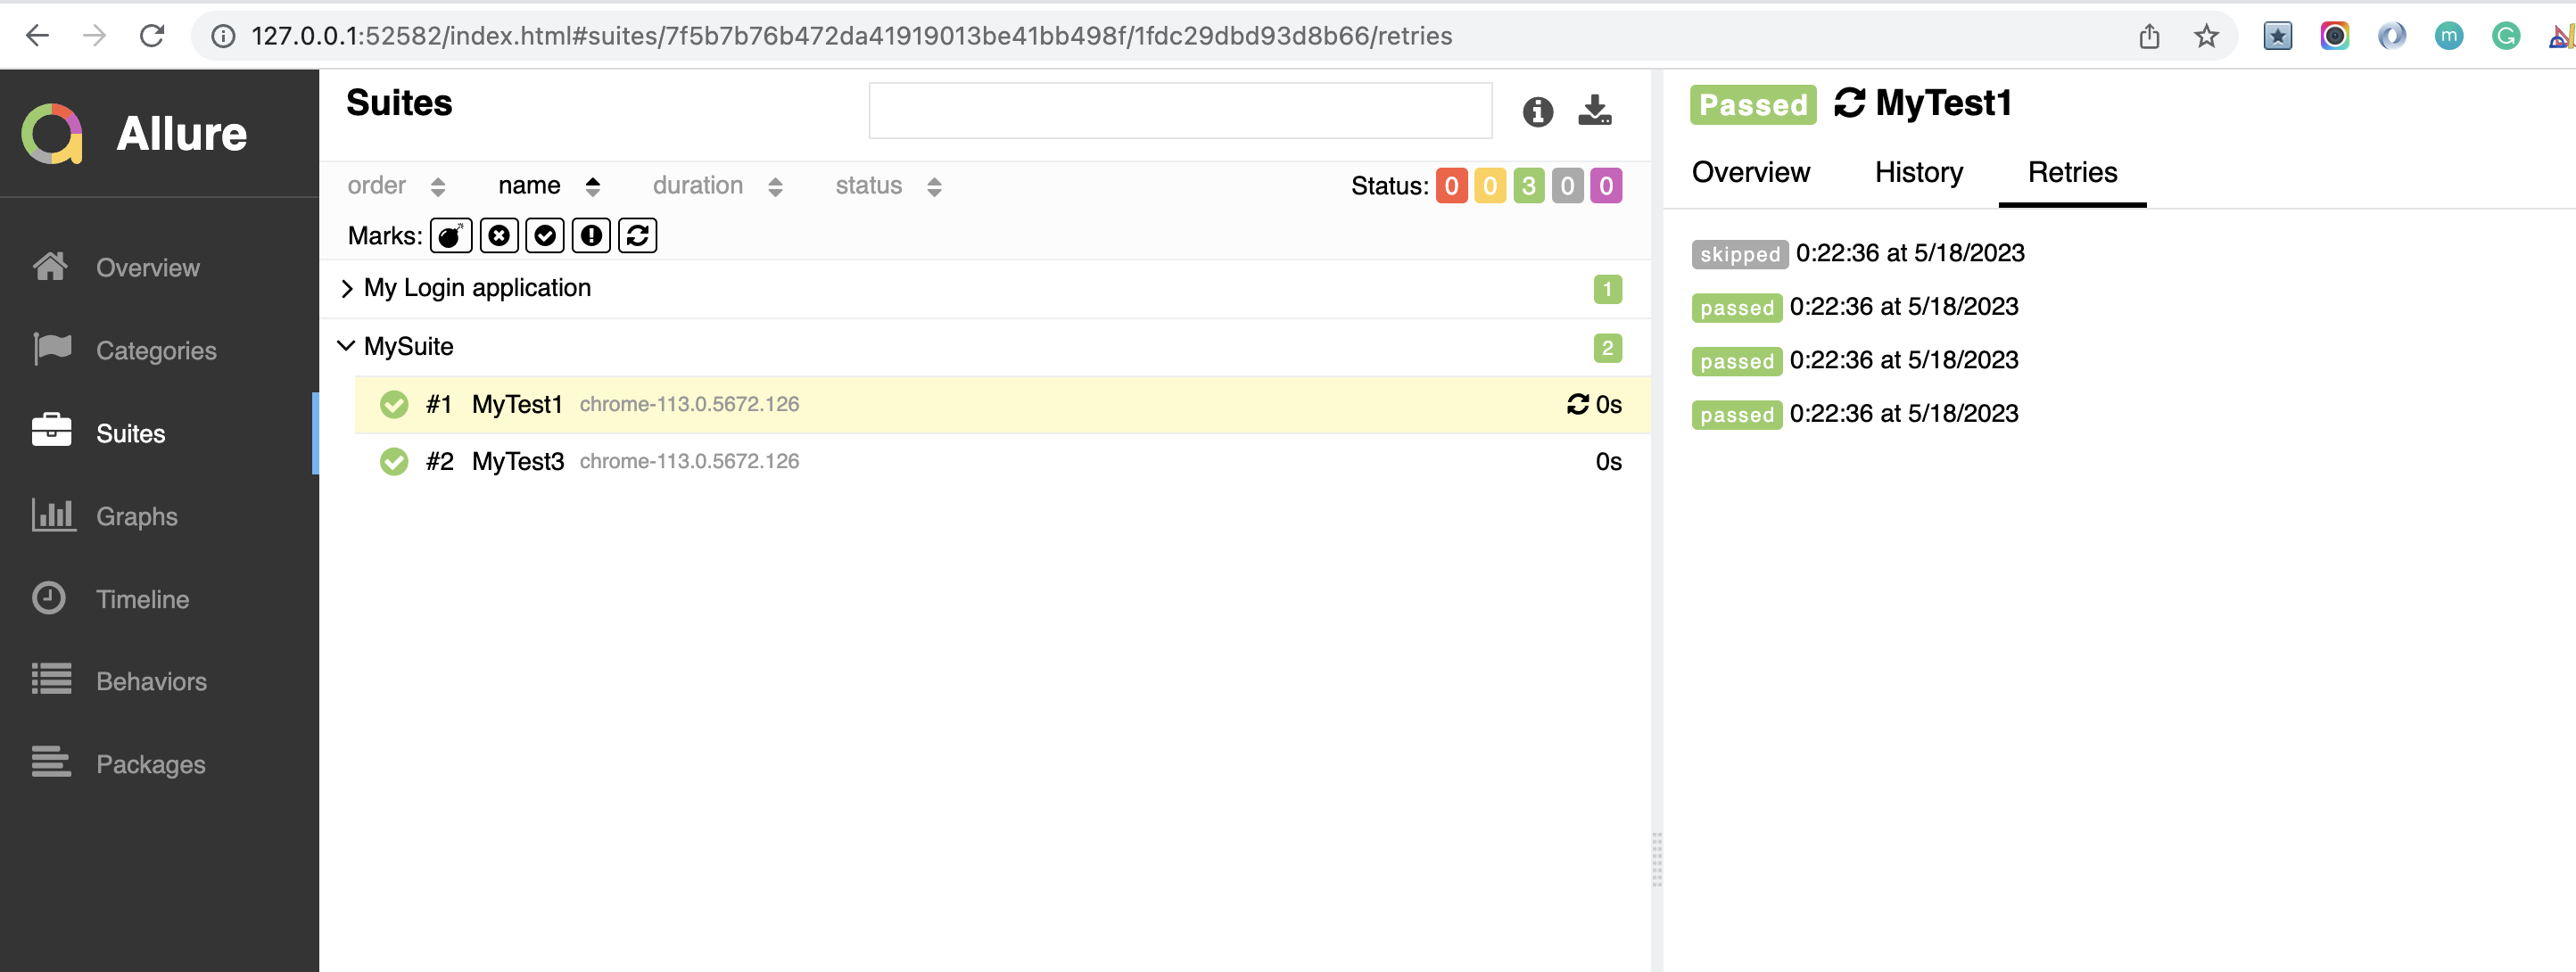 127.0.0.1:52582/index.html#suites/7f5b7b76b472da41919013be41bb498f/1fdc29dbd93d8b66/retries
Allure
Overview
Categories
Suites
Graphs
Timeline
Behaviors
Packages
Suites
order name duration status Status: 0 0 3 0 0
Marks:
My Login application 1
MySuite 2
#1 MyTest1 chrome-113.0.5672.126 0s
#2 MyTest3 chrome-113.0.5672.126 0s
Passed MyTest1
Overview History Retries
skipped 0:22:36 at 5/18/2023
passed 0:22:36 at 5/18/2023
passed 0:22:36 at 5/18/2023
passed 0:22:36 at 5/18/2023